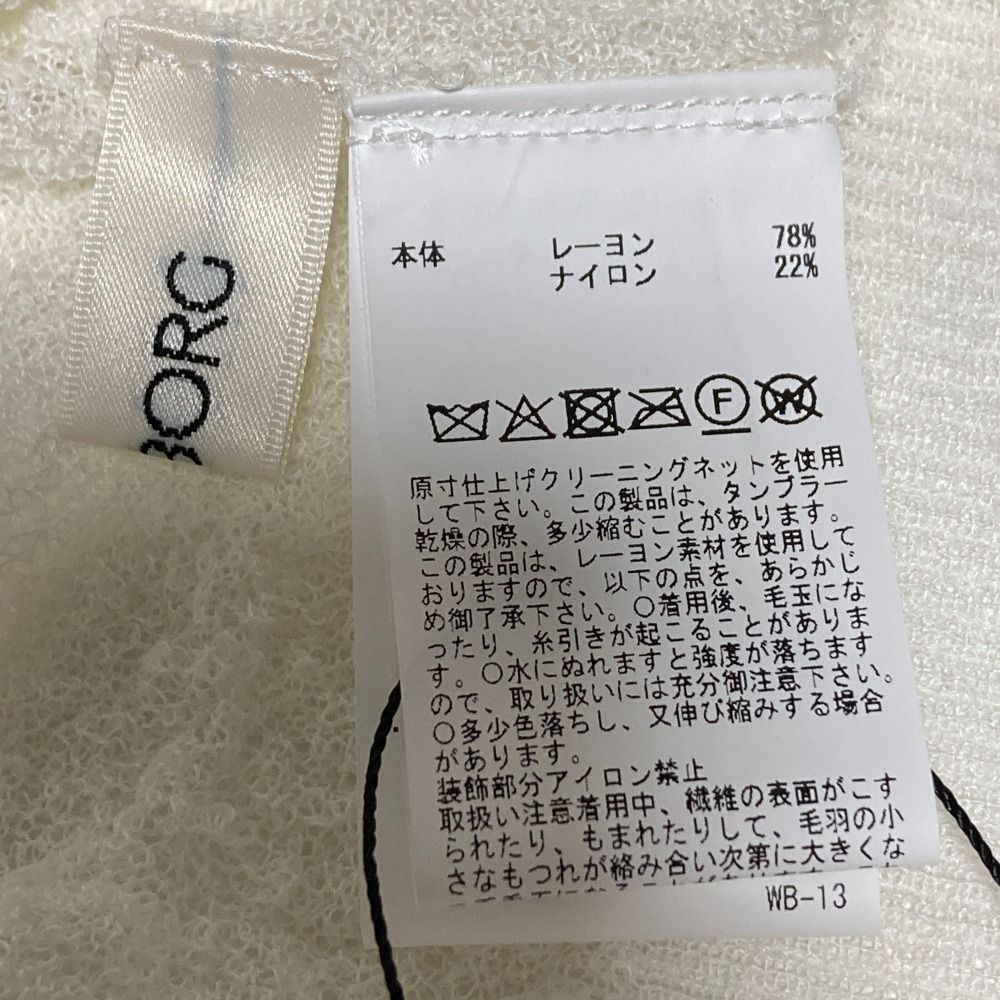 BORG
本体 レーヨン 78%
ナイロン 22%
F W
原寸仕上げクリーニングネットを使用
して下さい。この製品は、タンブラー
乾燥の際、多少縮むことがあります。
この製品は、レーヨン素材を使用して
おりますので、以下の点を、あらかじ
め御了承下さい。○着用後、毛玉にな
ったり、糸引きが起こることがありま
す。○水にぬれますと強度が落ちます
ので、取り扱いには充分御注意下さい。
○多少色落ちし、又伸び縮みする場合
があります。
装飾部分アイロン禁止
取扱い注意着用中、繊維の表面がこす
られたり、もまれたりして、毛羽の小
さなもつれが絡み合い次第に大きくな
WB-13